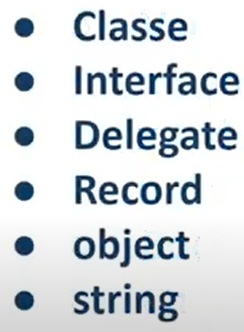 • Classe
• Interface
• Delegate
• Record
• object
• string